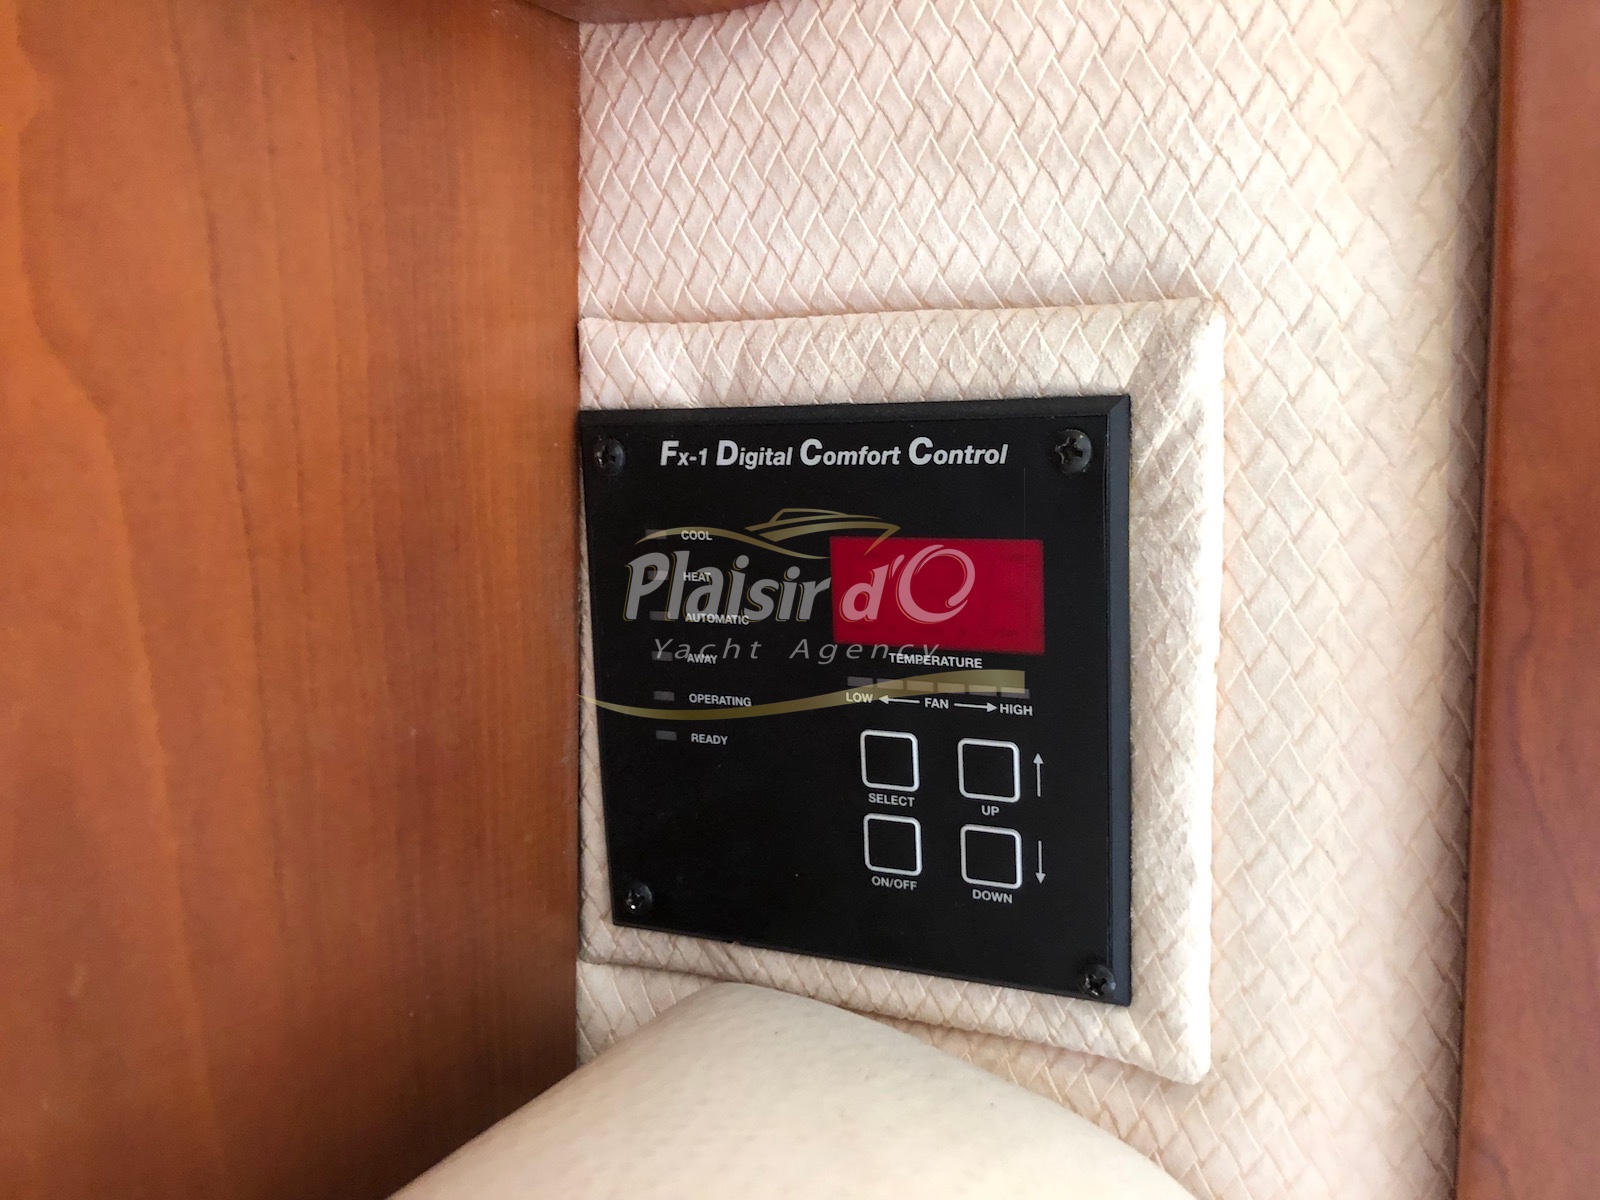 Fx-1 Digital Comfort Control
COOL
HEAT
AUTOMATIC
AWAY
OPERATING
READY
Plaisir d'O
Yacht Agency
TEMPERATURE
LOW FAN HIGH
SELECT
UP
ON/OFF
DOWN